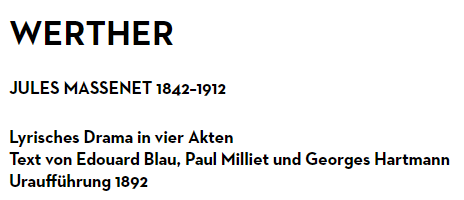 WERTHER
JULES MASSENET 1842–1912
Lyrisches Drama in vier Akten
Text von Edouard Blau, Paul Milliet und Georges Hartmann
Uraufführung 1892